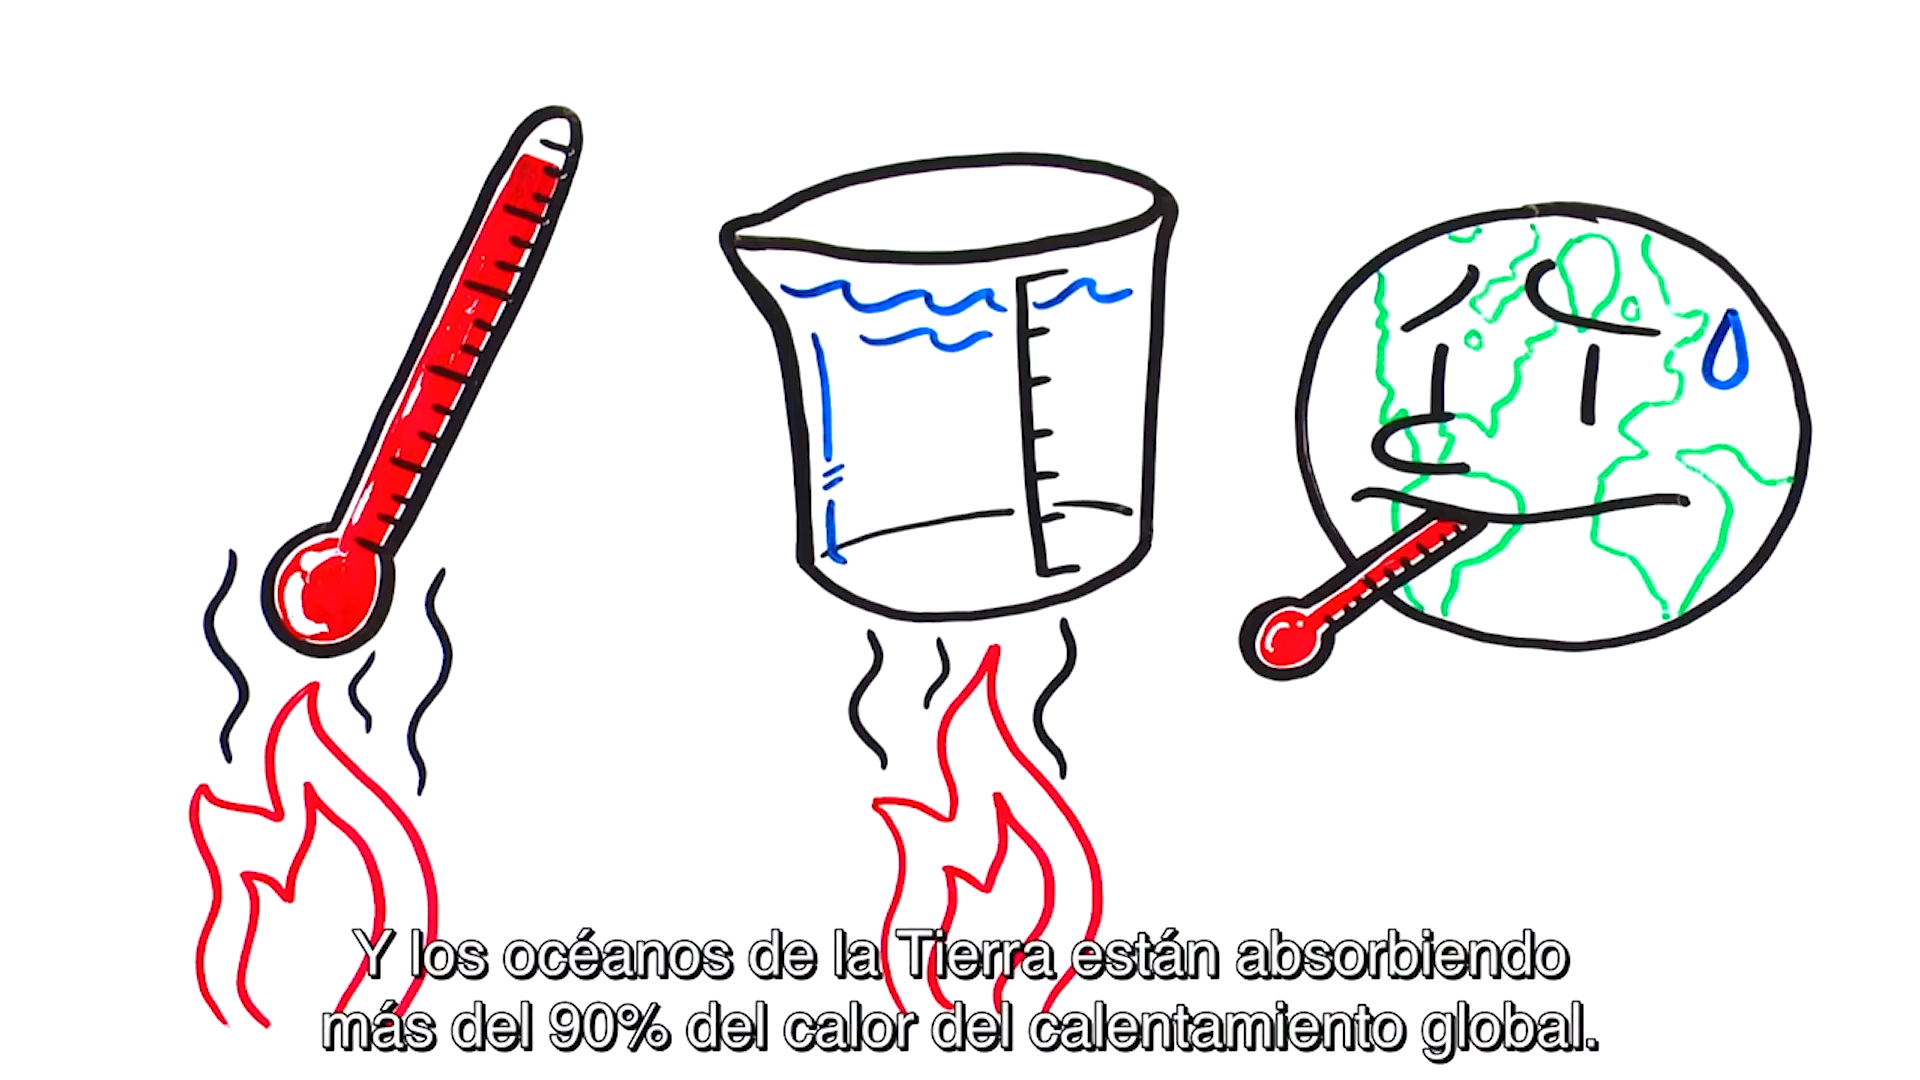 Y los océanos de la Tierra están absorbiendo
más del 90% del calor del calentamiento global.